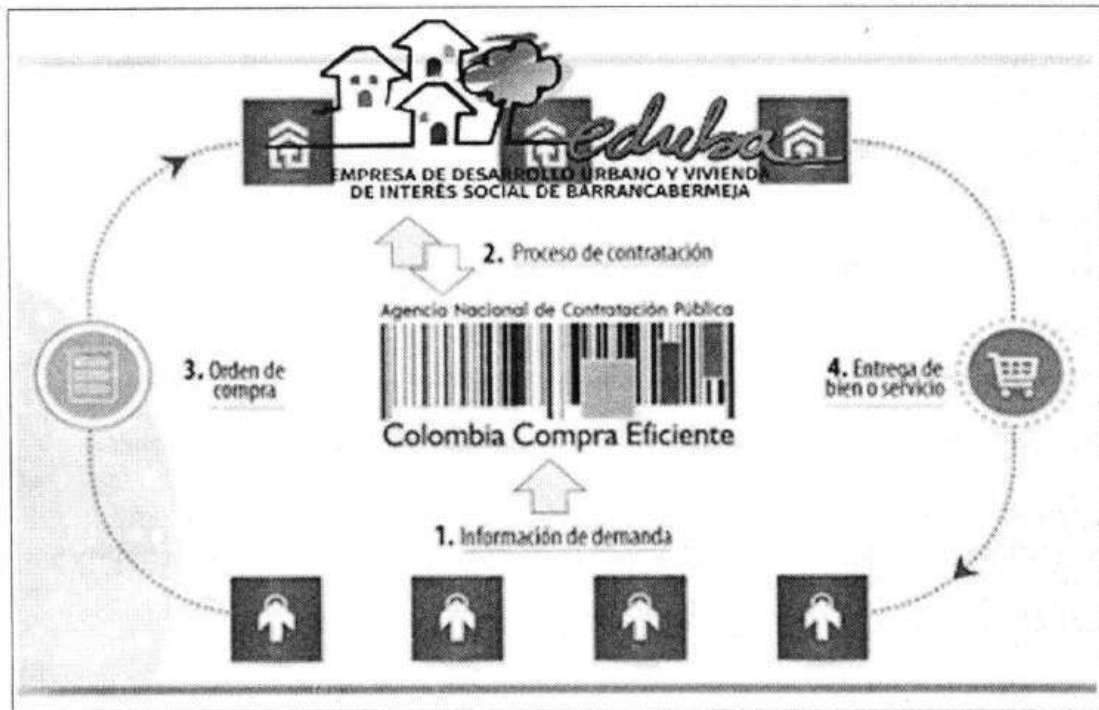 eduba
EMPRESA DE DESARROLLO URBANO Y VIVIENDA
DE INTERÉS SOCIAL DE BARRANCABERMEJA
2. Proceso de contratación
Agencia Nacional de Contratación Pública
3. Orden de
compra
4. Entrega de
bien o servicio
Colombia Compra Eficiente
1. Información de demanda